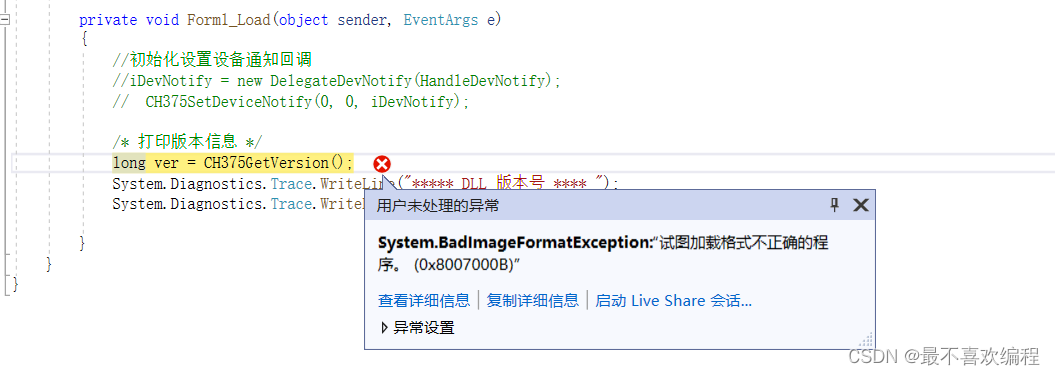 private void Form1_Load(object sender, EventArgs e)
{
//初始化设置设备通知回调
//iDevNotify = new DelegateDevNotify(HandleDevNotify);
//  CH375SetDeviceNotify(0, 0, iDevNotify);
/* 打印版本信息 */
long ver = CH375GetVersion();
System.Diagnostics.Trace.WriteLine("***** DLL 版本号 **** ");
System.Diagnostics.Trace.Write
}
}
}
用户未处理的异常
System.BadImageFormatException:“试图加载格式不正确的程
序。 (0x8007000B)”
查看详细信息 | 复制详细信息 | 启动 Live Share 会话...
异常设置
CSDN @最不喜欢编程